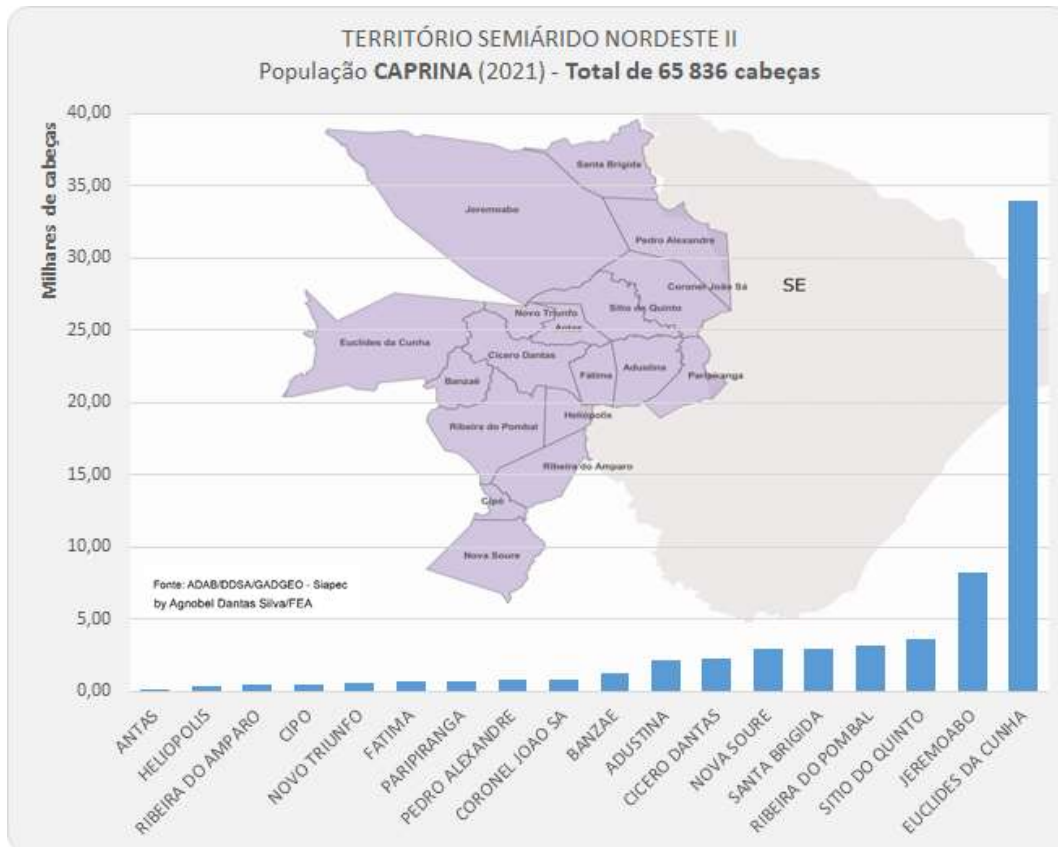 TERRITÓRIO SEMIÁRIDO NORDESTE II
População CAPRINA (2021) - Total de 65 836 cabeças
Milhares de cabeças
40,00
35,00
30,00
25,00
20,00
15,00
10,00
5,00
0,00
Santa Brígida
Jeremoabo
Pedro Alexandre
Coronel João Sá
SE
Novo Triunfo
Sítio do Quinto
Antas
Euclides da Cunha
Cícero Dantas
Banzaê
Fátima
Adustina
Paripiranga
Heliópolis
Ribeira do Pombal
Ribeira do Amparo
Cipó
Nova Soure
Fonte: ADAB/DDSA/GADGEO - Siapec
by Agnobel Dantas Silva/FEA
ANTAS
HELIOPOLIS
RIBEIRA DO AMPARO
CIPO
NOVO TRIUNFO
FATIMA
PARIPIRANGA
PEDRO ALEXANDRE
CORONEL JOAO SA
BANZAE
ADUSTINA
CICERO DANTAS
NOVA SOURE
SANTA BRIGIDA
RIBEIRA DO POMBAL
SITIO DO QUINTO
JEREMOABO
EUCLIDES DA CUNHA